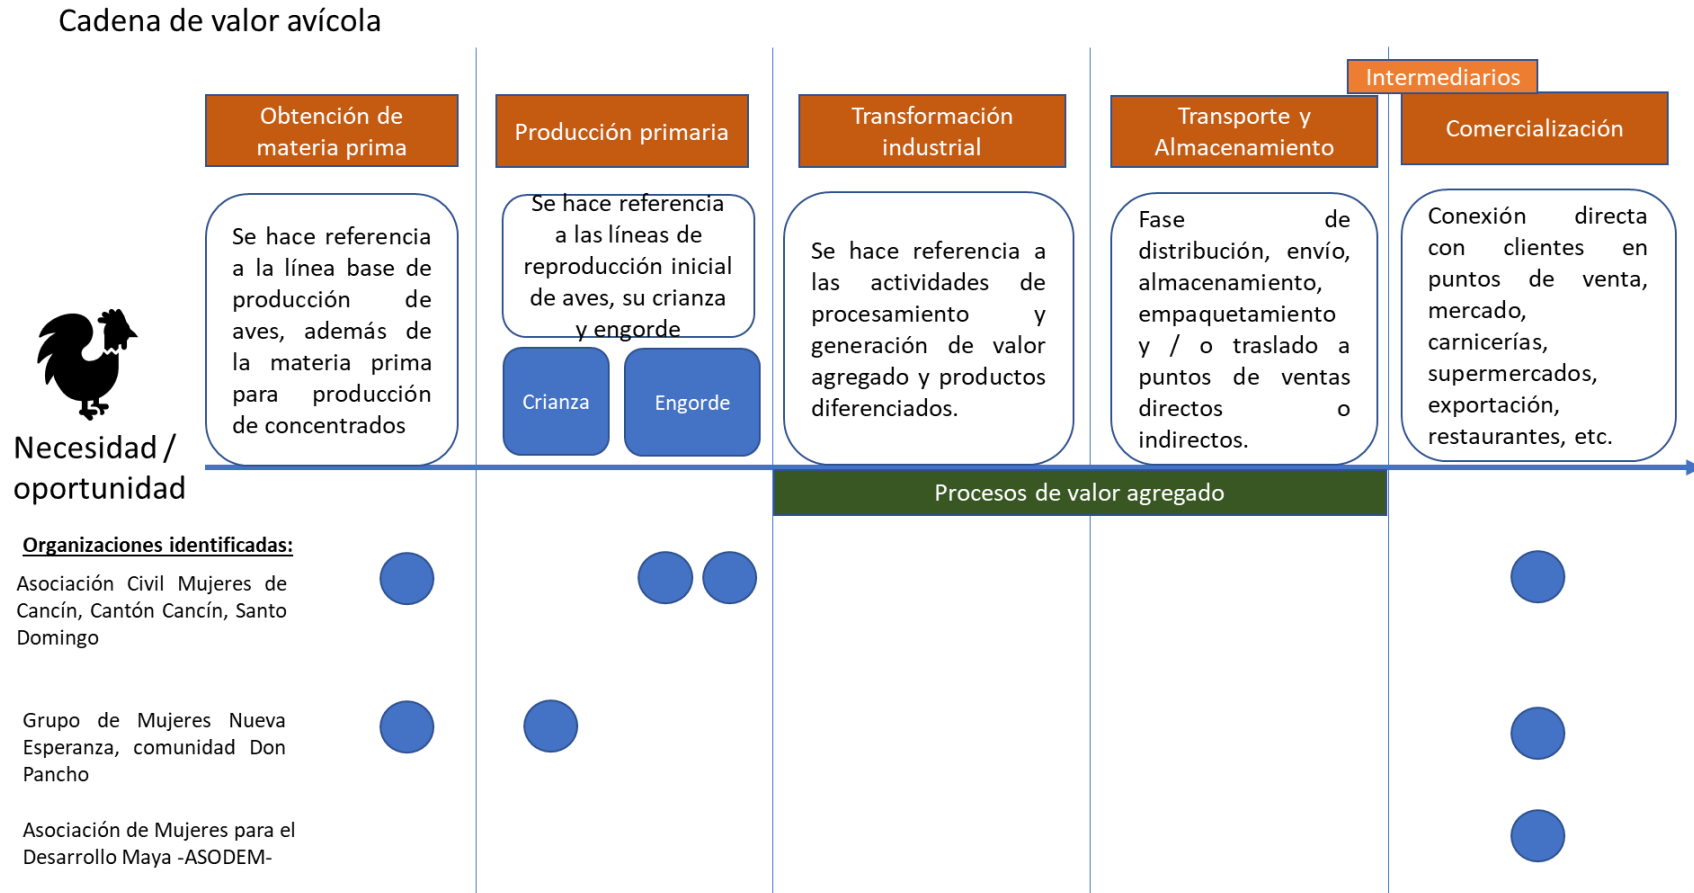 Cadena de valor avícola
Intermediarios
Obtención de
materia prima
Producción primaria
Transformación
industrial
Transporte y
Almacenamiento
Comercialización
Se hace referencia
a la línea base de
producción de
aves, además de
la materia prima
para producción
de concentrados
Se hace referencia
a las líneas de
reproducción inicial
de aves, su crianza
y engorde
Crianza
Engorde
Se hace referencia a
las actividades de
procesamiento y
generación de valor
agregado y productos
diferenciados.
Fase de
distribución, envío,
almacenamiento,
empaquetamiento
y / o traslado a
puntos de ventas
directos o
indirectos.
Conexión directa
con clientes en
puntos de venta,
mercado,
carnicerías,
supermercados,
exportación,
restaurantes, etc.
Necesidad /
oportunidad
Procesos de valor agregado
Organizaciones identificadas:
Asociación Civil Mujeres de
Cancín, Cantón Cancín, Santo
Domingo
Grupo de Mujeres Nueva
Esperanza, comunidad Don
Pancho
Asociación de Mujeres para el
Desarrollo Maya -ASODEM-